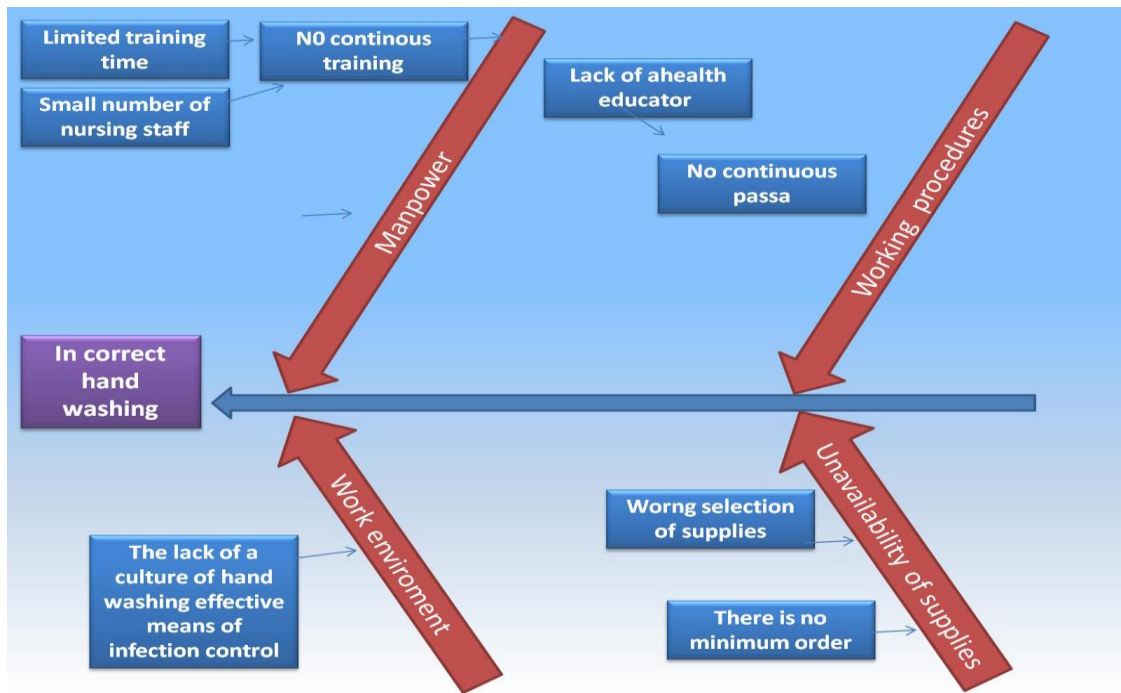 Limited training
time
N0 continous
training
Small number of
nursing staff
Manpower
Lack of ahealth
educator
No continuous
passa
Working procedures
In correct
hand
washing
Work enviroment
The lack of a
culture of hand
washing effective
means of
infection control
Worng selection
of supplies
There is no
minimum order
Unavailability of supplies